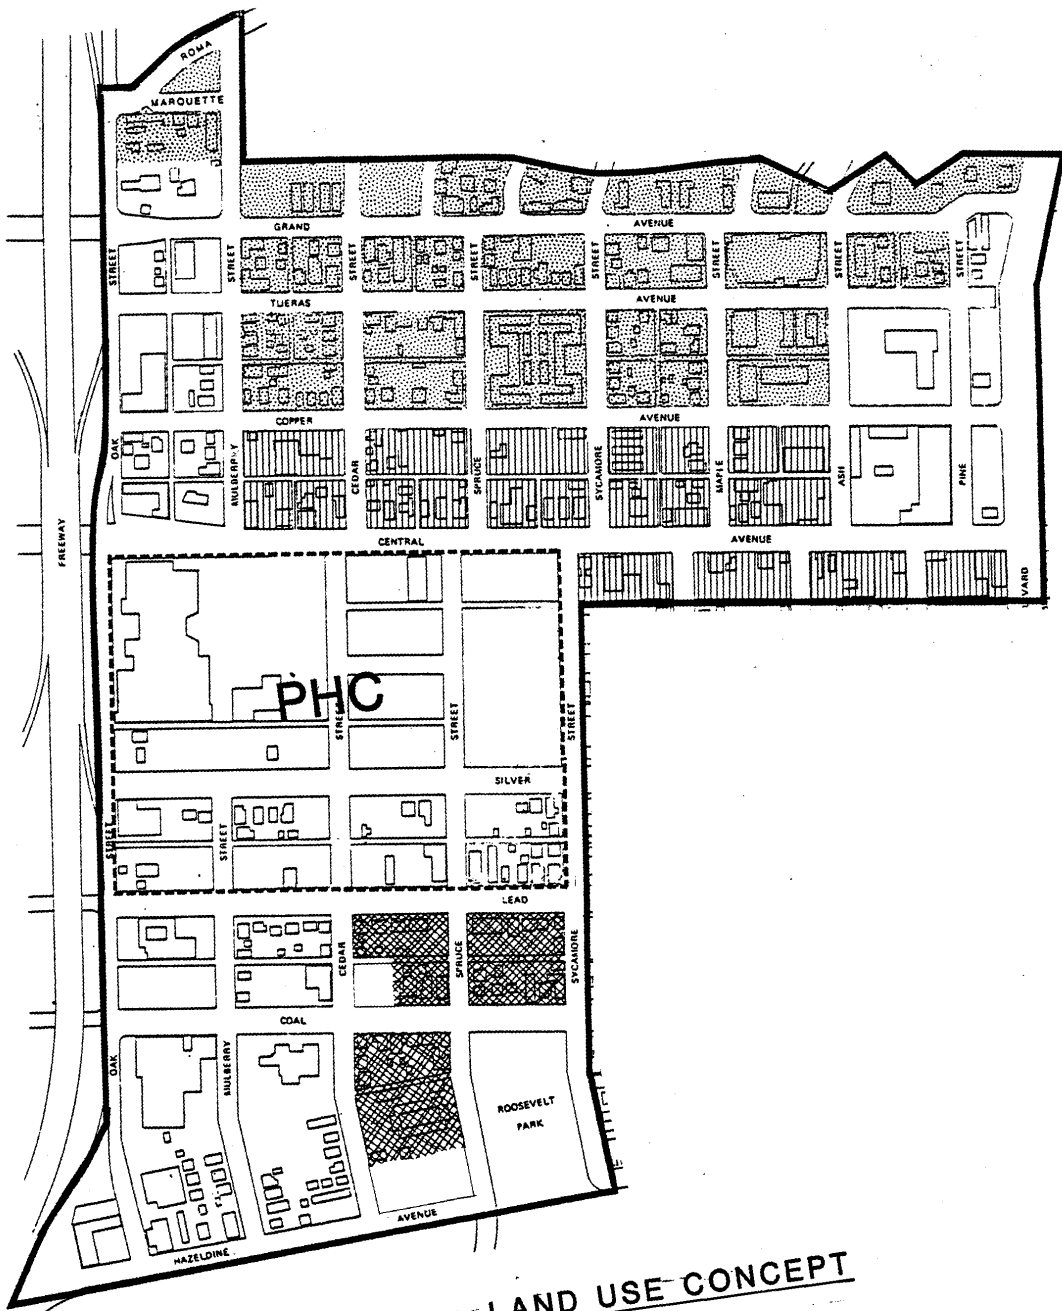 ROMA
MARQUETTE
GRAND AVENUE
STREET STREET STREET STREET STREET STREET STREET STREET
TIJERAS AVENUE
COPPER AVENUE
OAK MULBERRY CEDAR SPRUCE SYCAMORE MAPLE ASH PINE
FREEWAY
CENTRAL AVENUE
PHC
STREET STREET STREET
SILVER
STREET STREET
LEAD
CEDAR SPRUCE SYCAMORE
COAL
OAK MULBERRY
ROOSEVELT
PARK
HAZELDINE AVENUE
LAND USE CONCEPT